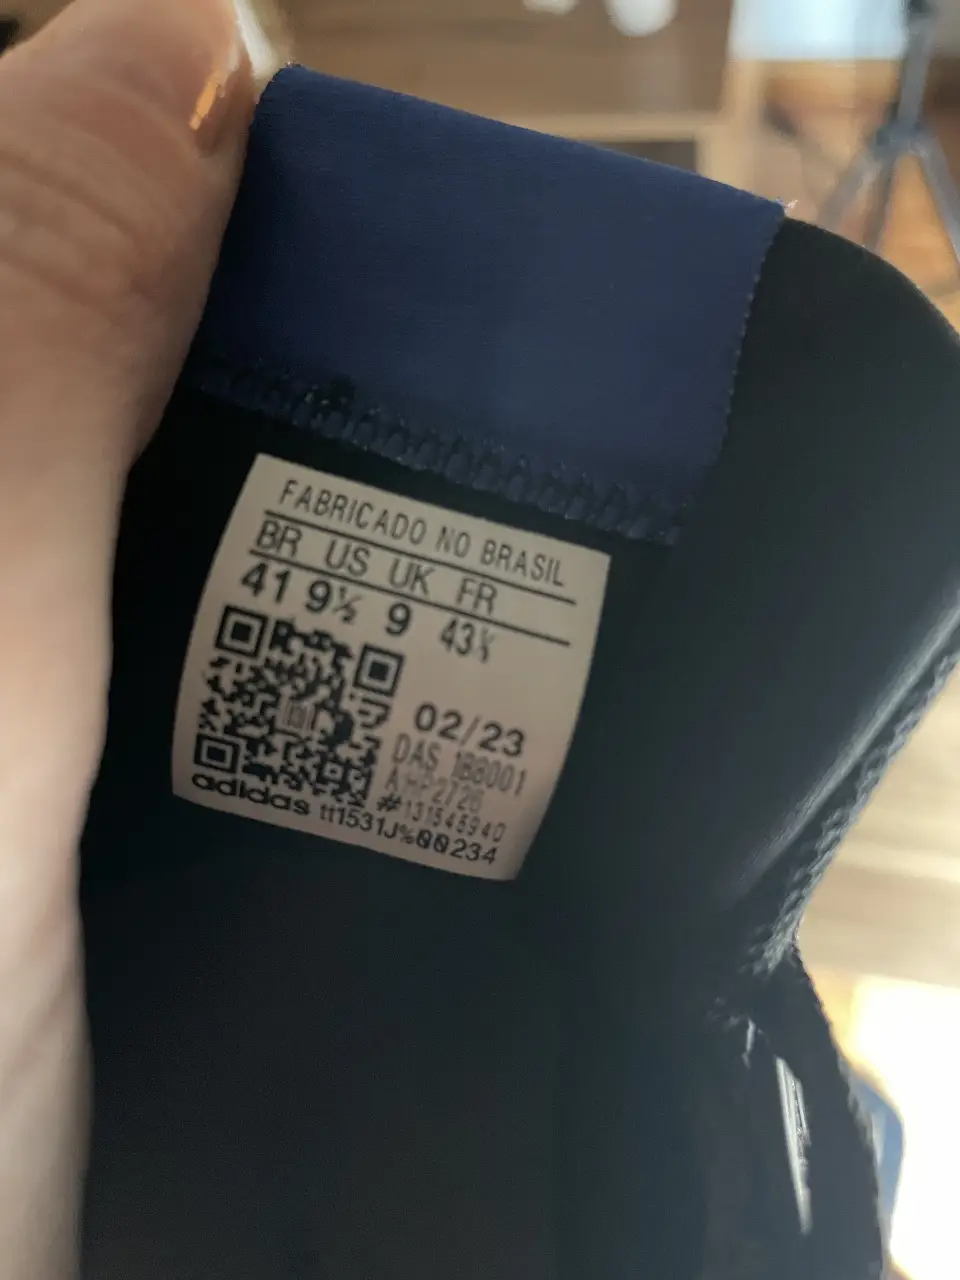 FABRICADO NO BRASIL
BR US UK FR
41 9½ 9 43⅓
02/23
DAS 1B8001
AHP2726
#131545940
adidas tt1531J%00234